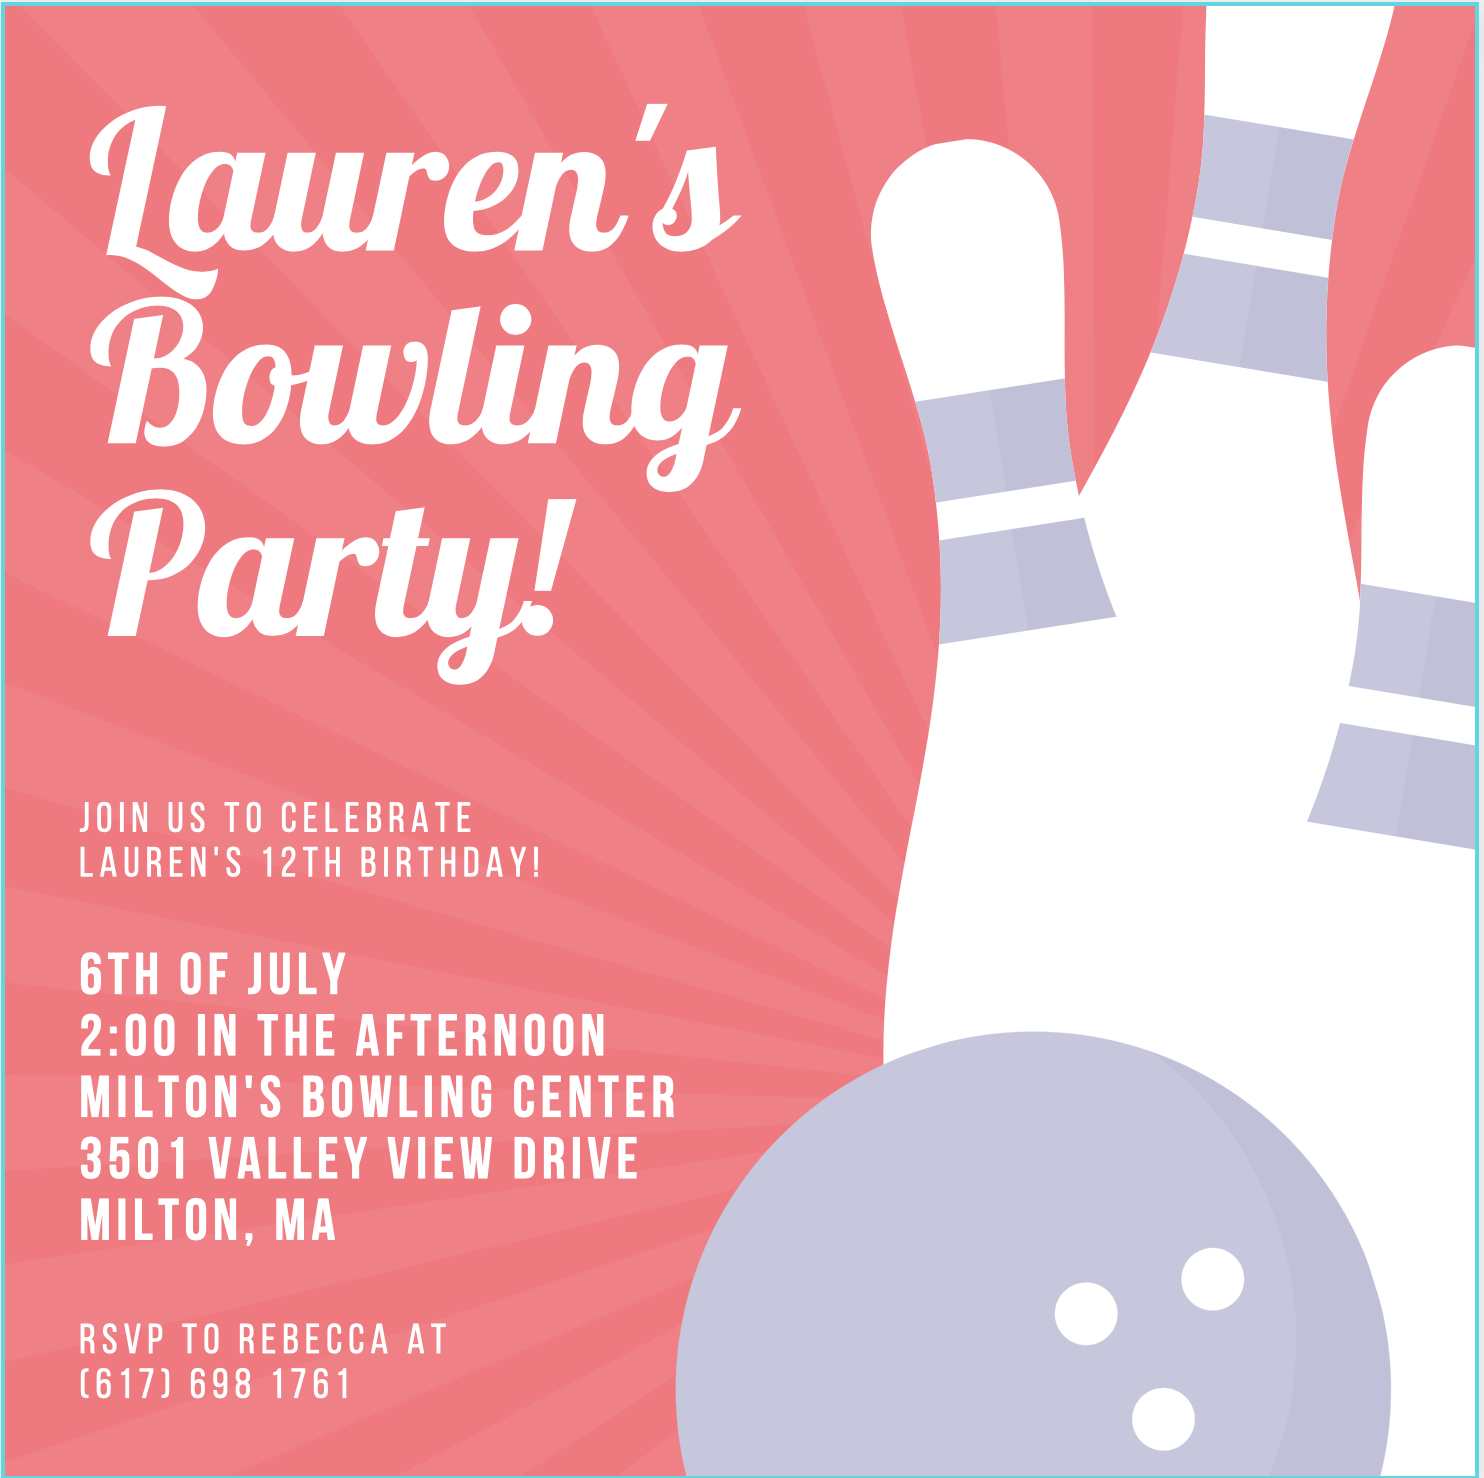 Lauren's
Bowling
Party!
JOIN US TO CELEBRATE
LAUREN'S 12TH BIRTHDAY!
6TH OF JULY
2:00 IN THE AFTERNOON
MILTON'S BOWLING CENTER
3501 VALLEY VIEW DRIVE
MILTON, MA
RSVP TO REBECCA AT
(617) 698 1761